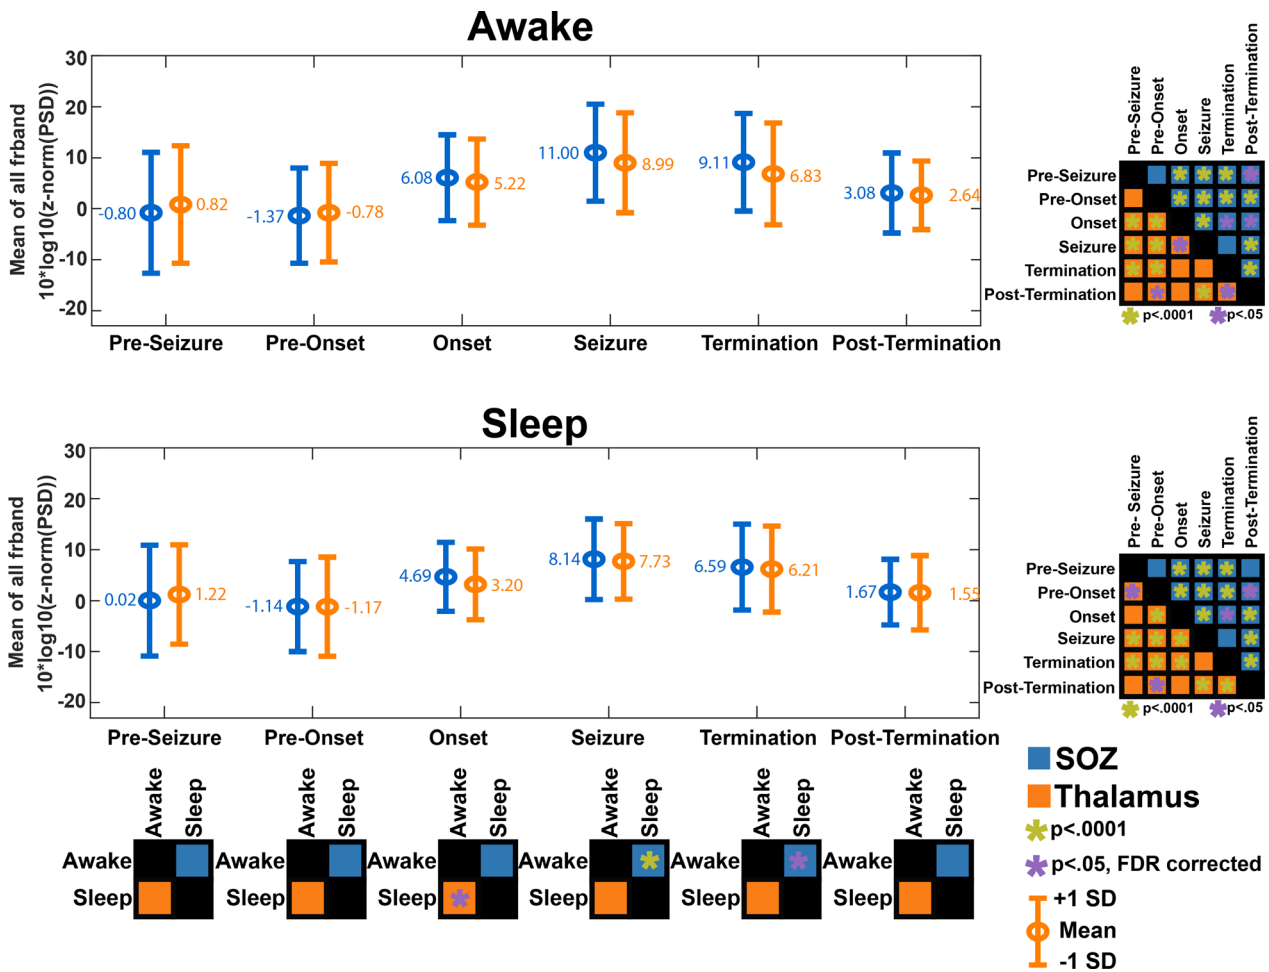 Awake
Mean of all frband
10*log10(z-norm(PSD))
30
20
10
0
-10
-20
-0.80
0.82
-1.37
-0.78
6.08
5.22
11.00
8.99
9.11
6.83
3.08
2.64
Pre-Seizure
Pre-Onset
Onset
Seizure
Termination
Post-Termination
Pre-Seizure
Pre-Onset
Onset
Seizure
Termination
Post-Termination
Pre-Seizure
Pre-Onset
Onset
Seizure
Termination
Post-Termination
p<.0001
p<.05
Sleep
Mean of all frband
10*log10(z-norm(PSD))
30
20
10
0
-10
-20
0.02
1.22
-1.14
-1.17
4.69
3.20
8.14
7.73
6.59
6.21
1.67
1.55
Pre-Seizure
Pre-Onset
Onset
Seizure
Termination
Post-Termination
Pre- Seizure
Pre-Onset
Onset
Seizure
Termination
Post-Termination
Pre-Seizure
Pre-Onset
Onset
Seizure
Termination
Post-Termination
p<.0001
p<.05
Awake
Sleep
Awake
Sleep
Awake
Sleep
Awake
Sleep
Awake
Sleep
Awake
Sleep
Awake
Sleep
Awake
Sleep
Awake
Sleep
Awake
Sleep
Awake
Sleep
Awake
Sleep
SOZ
Thalamus
p<.0001
p<.05, FDR corrected
+1 SD
Mean
-1 SD